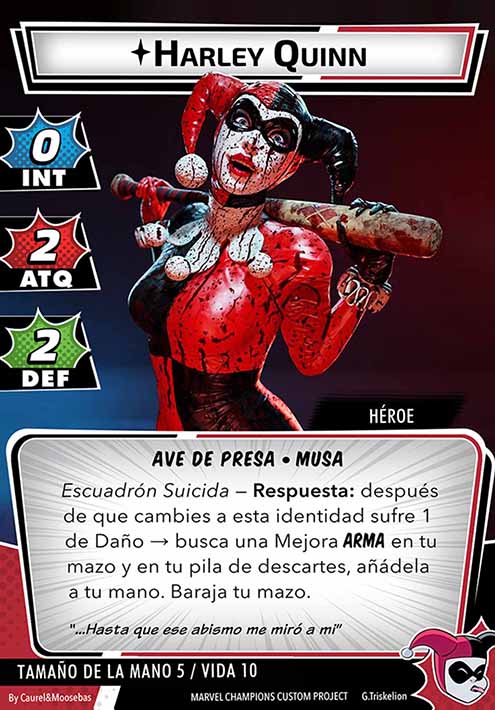 HARLEY QUINN
0
INT
2
ATQ
2
DEF
HÉROE
AVE DE PRESA • MUSA
Escuadrón Suicida – Respuesta: después
de que cambies a esta identidad sufre 1
de Daño → busca una Mejora ARMA en tu
mazo y en tu pila de descartes, añádela
a tu mano. Baraja tu mazo.
"...Hasta que ese abismo me miró a mi"
TAMAÑO DE LA MANO 5 / VIDA 10
By Caurel&Moosebas
MARVEL CHAMPIONS CUSTOM PROJECT
G.Triskelion